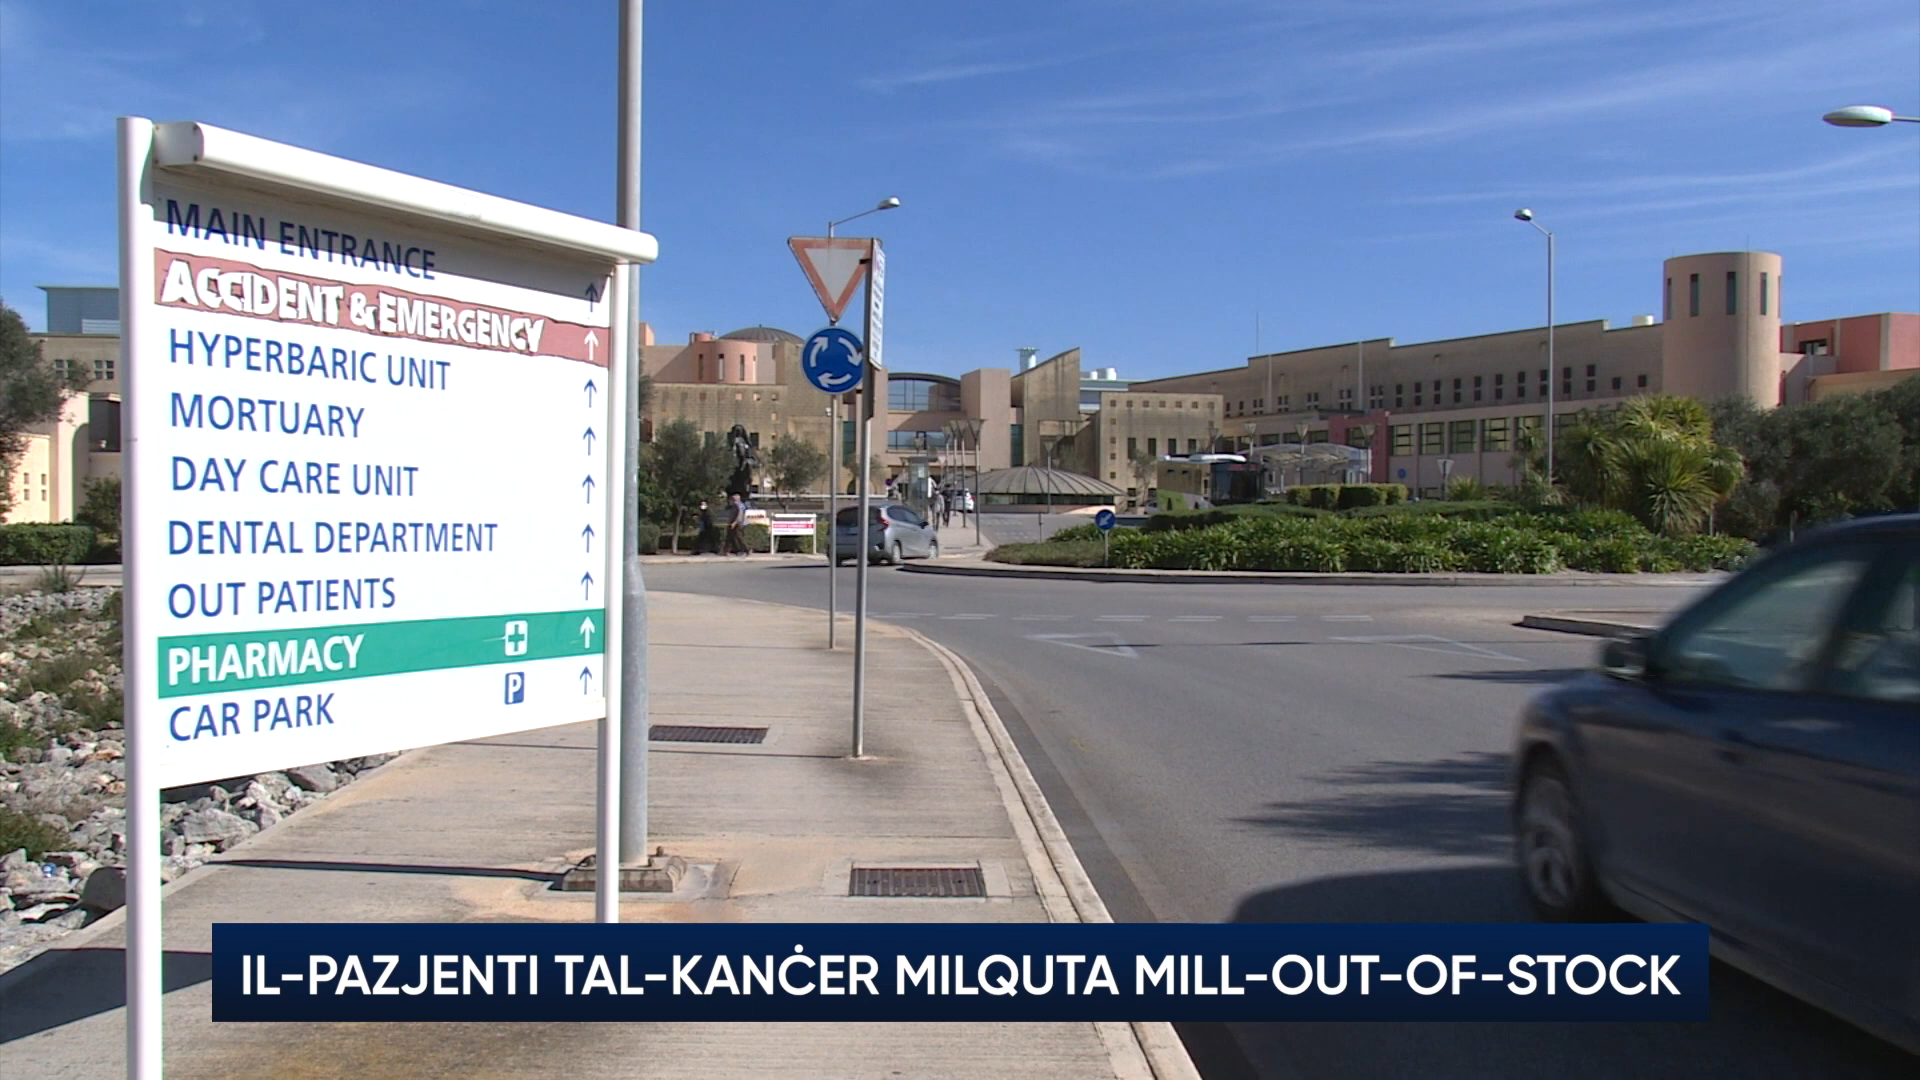 MAIN ENTRANCE
ACCIDENT & EMERGENCY
HYPERBARIC UNIT
MORTUARY
DAY CARE UNIT
DENTAL DEPARTMENT
OUT PATIENTS
PHARMACY
CAR PARK P
IL-PAZJENTI TAL-KANĊER MILQUTA MILL-OUT-OF-STOCK